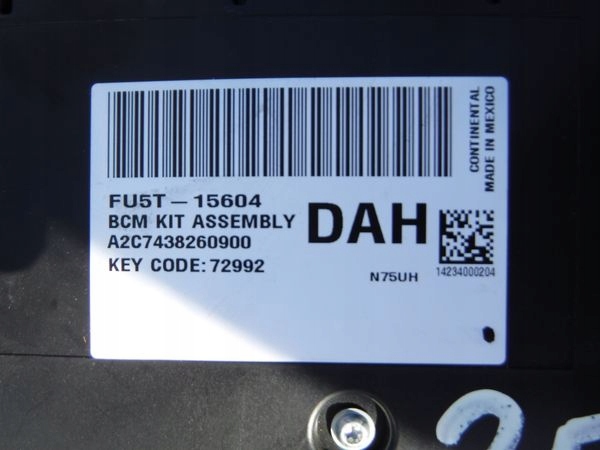 CONTINENTAL
MADE IN MEXICO
FU5T-15604
BCM KIT ASSEMBLY
DAH
A2C7438260900
KEY CODE: 72992
N75UH
14234000204